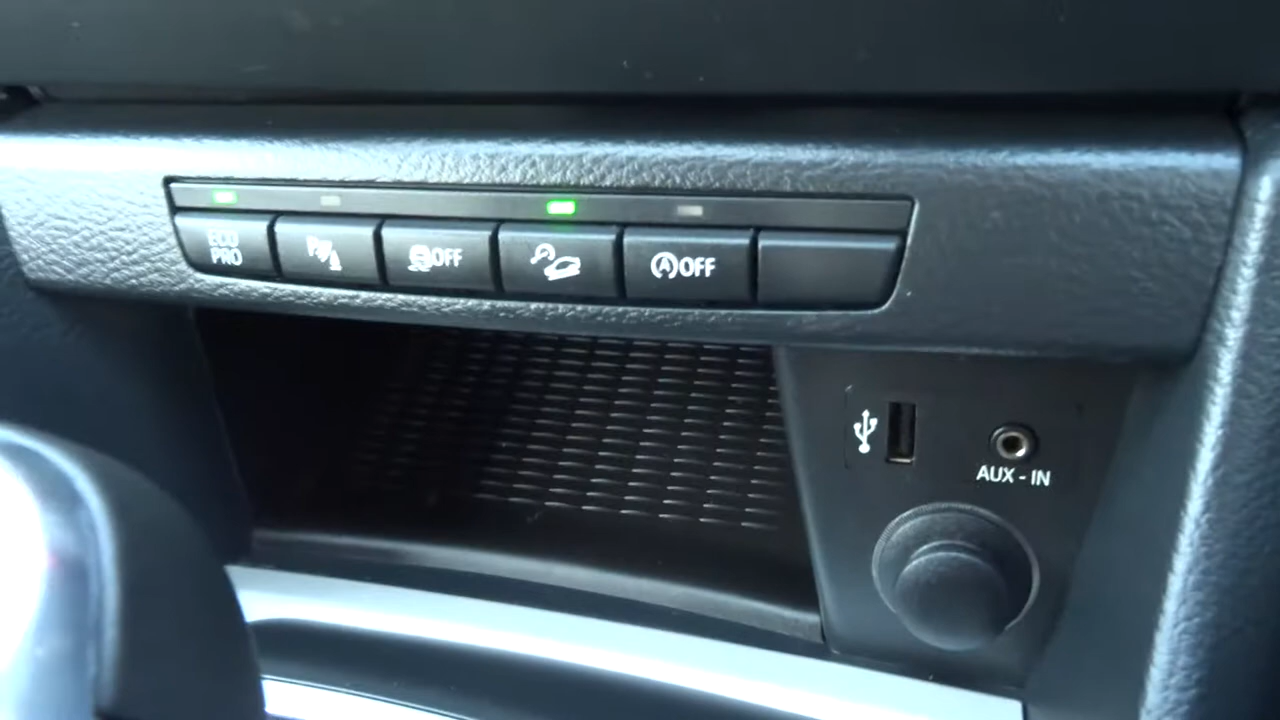 ECO
PRO
P
OFF
A OFF
AUX - IN